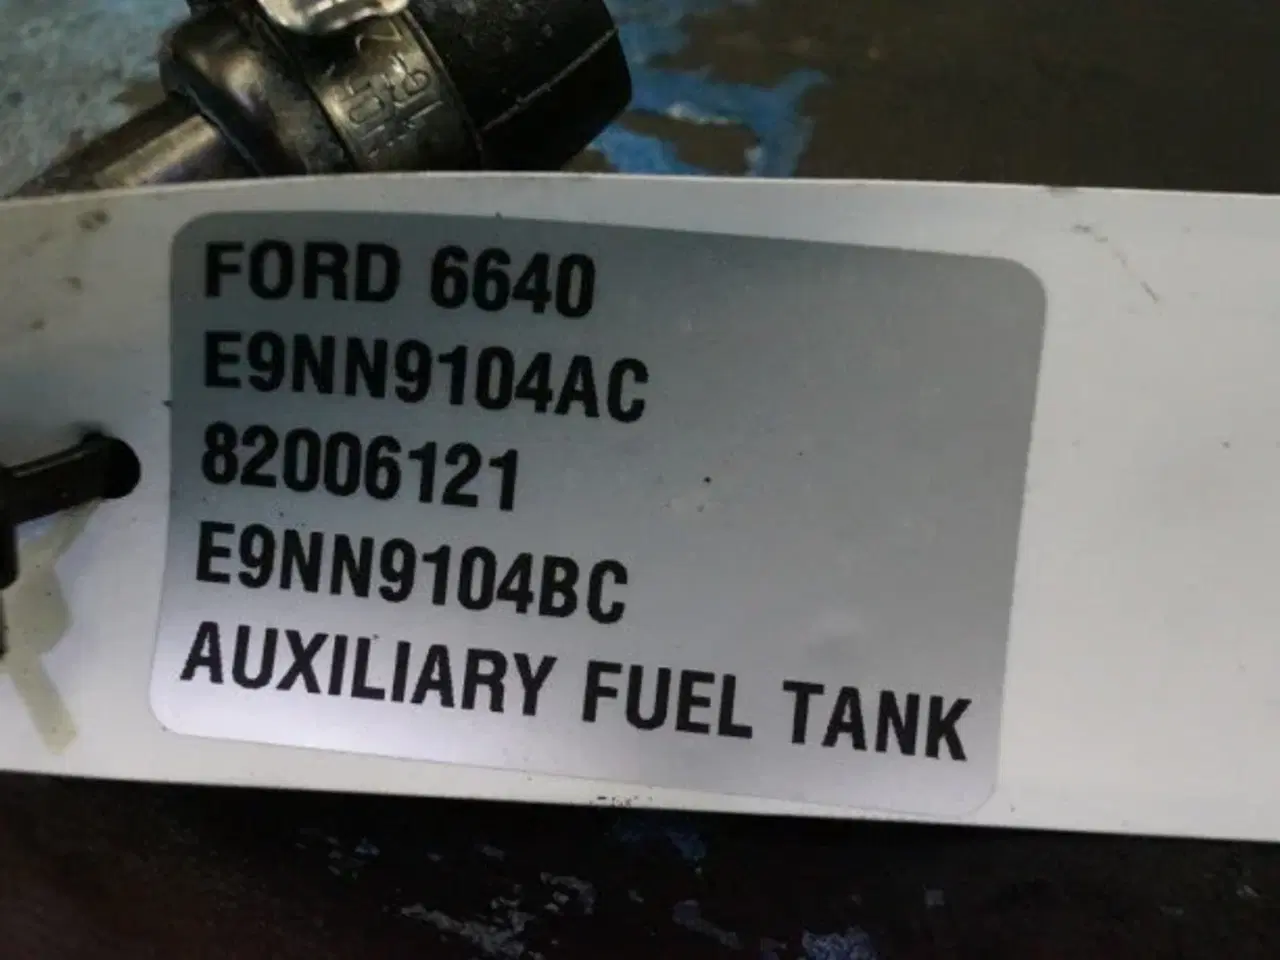 FORD 6640
E9NN9104AC
82006121
E9NN9104BC
AUXILIARY FUEL TANK